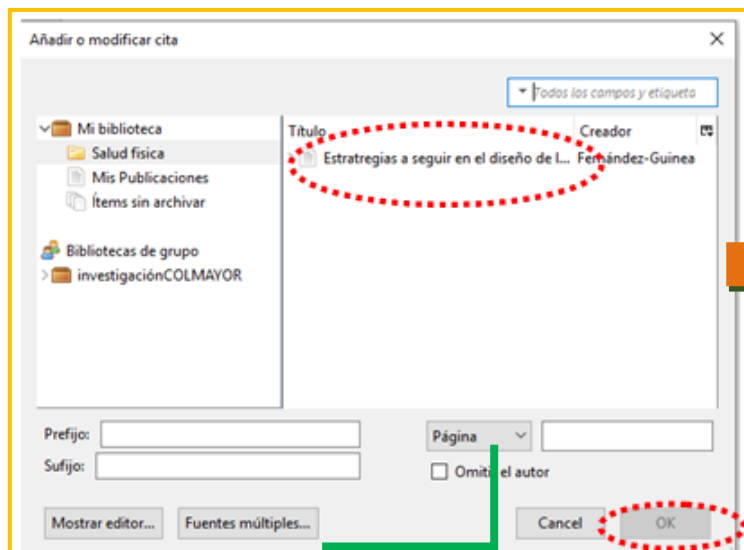 Añadir o modificar cita
Todos los campos y etiqueta
Mi biblioteca
Salud fisica
Mis Publicaciones
Ítems sin archivar
Bibliotecas de grupo
investigaciónCOLMAYOR
Título Creador
Estratregias a seguir en el diseño de l... Fernández-Guinea
Prefijo:
Sufijo:
Página
Omitir el autor
Mostrar editor... Fuentes múltiples... Cancel OK